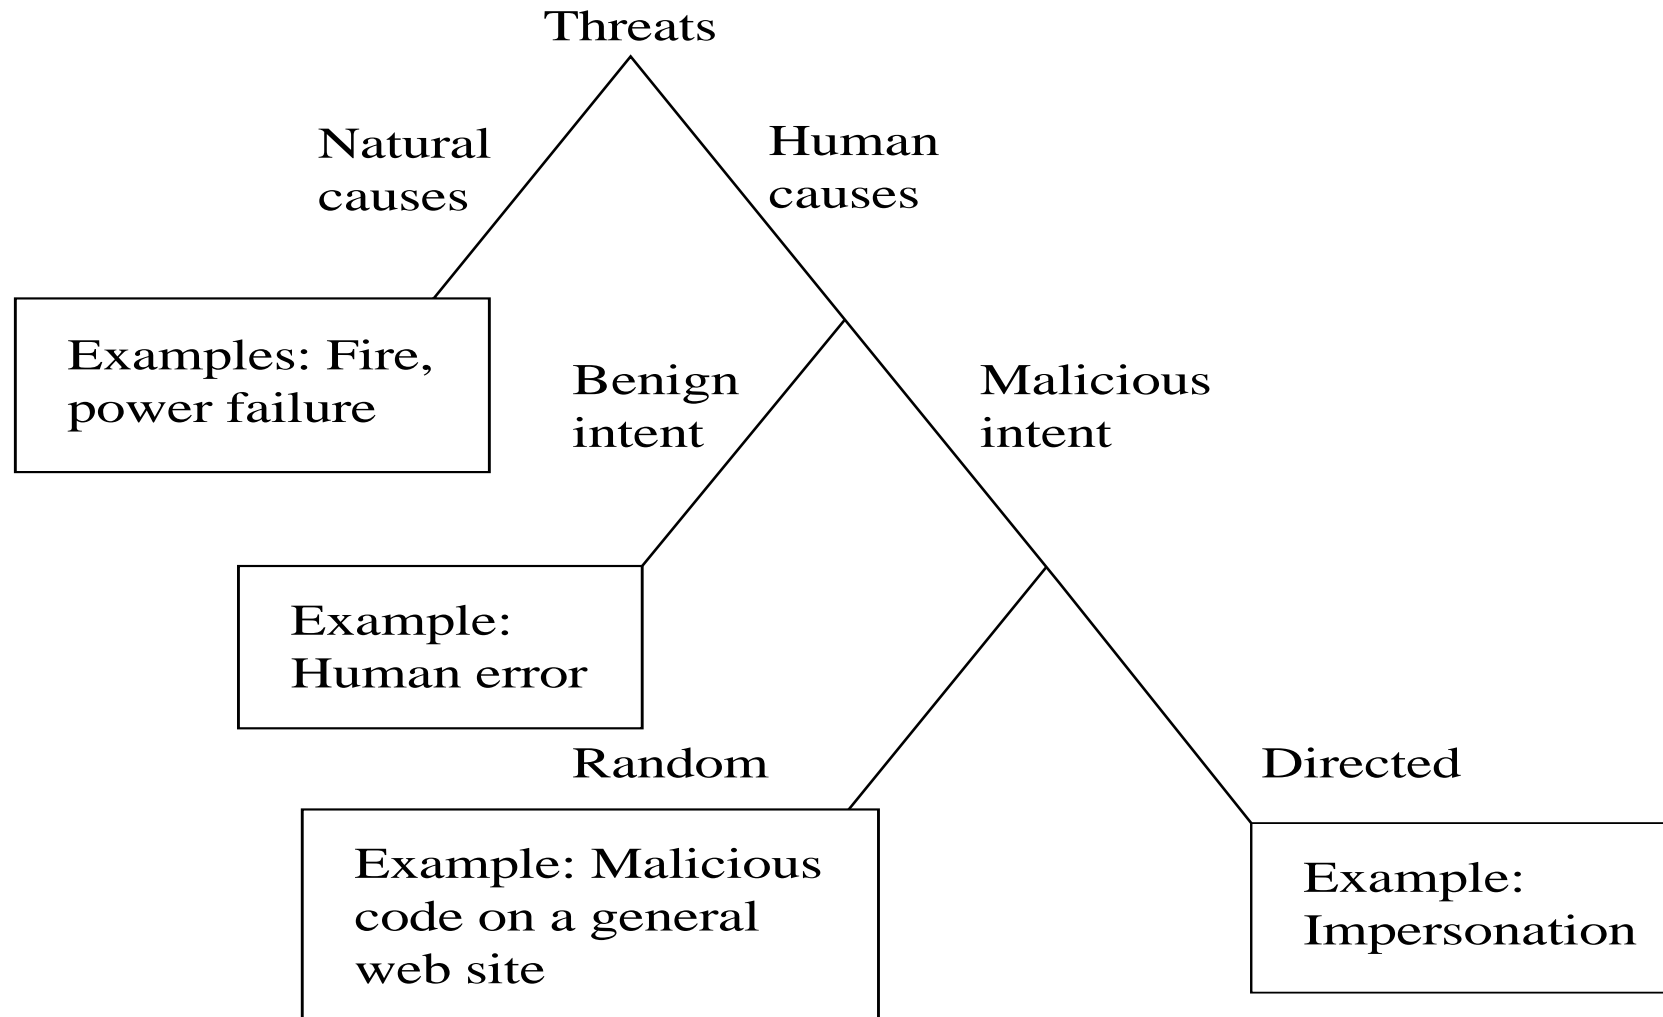 Threats
Natural
causes
Human
causes
Examples: Fire,
power failure
Benign
intent
Malicious
intent
Example:
Human error
Random
Directed
Example: Malicious
code on a general
web site
Example:
Impersonation